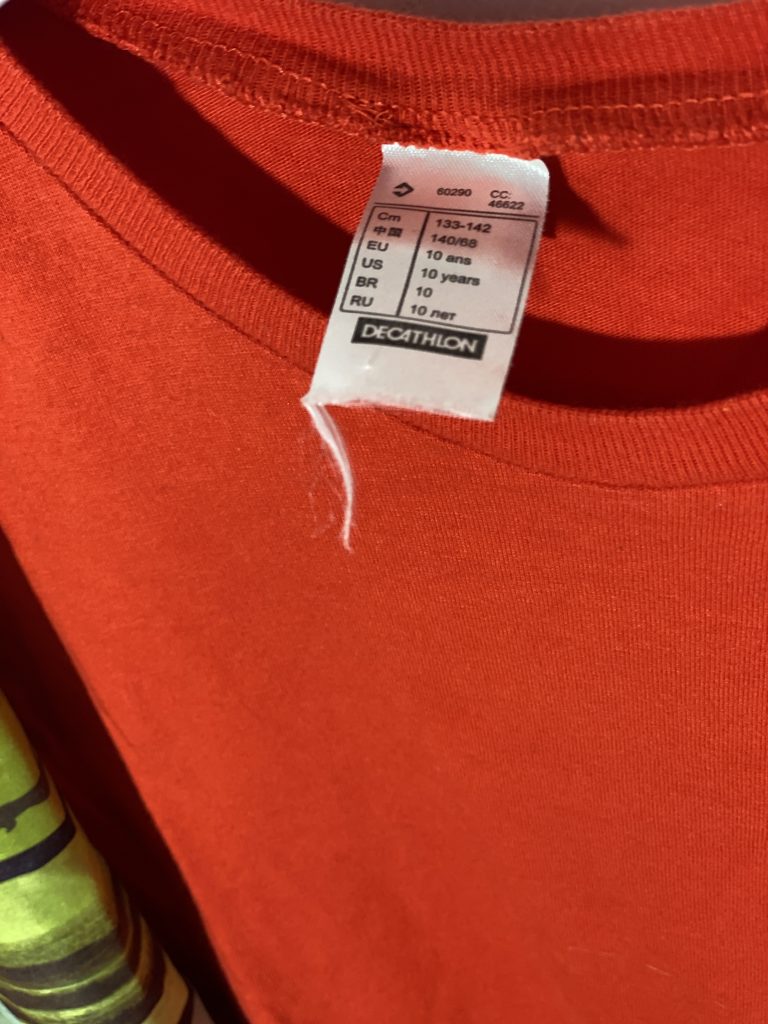 60290 CC: 46622
Cm 133-142
中国 140/68
EU 10 ans
US 10 years
BR 10
RU 10 лет
DECATHLON